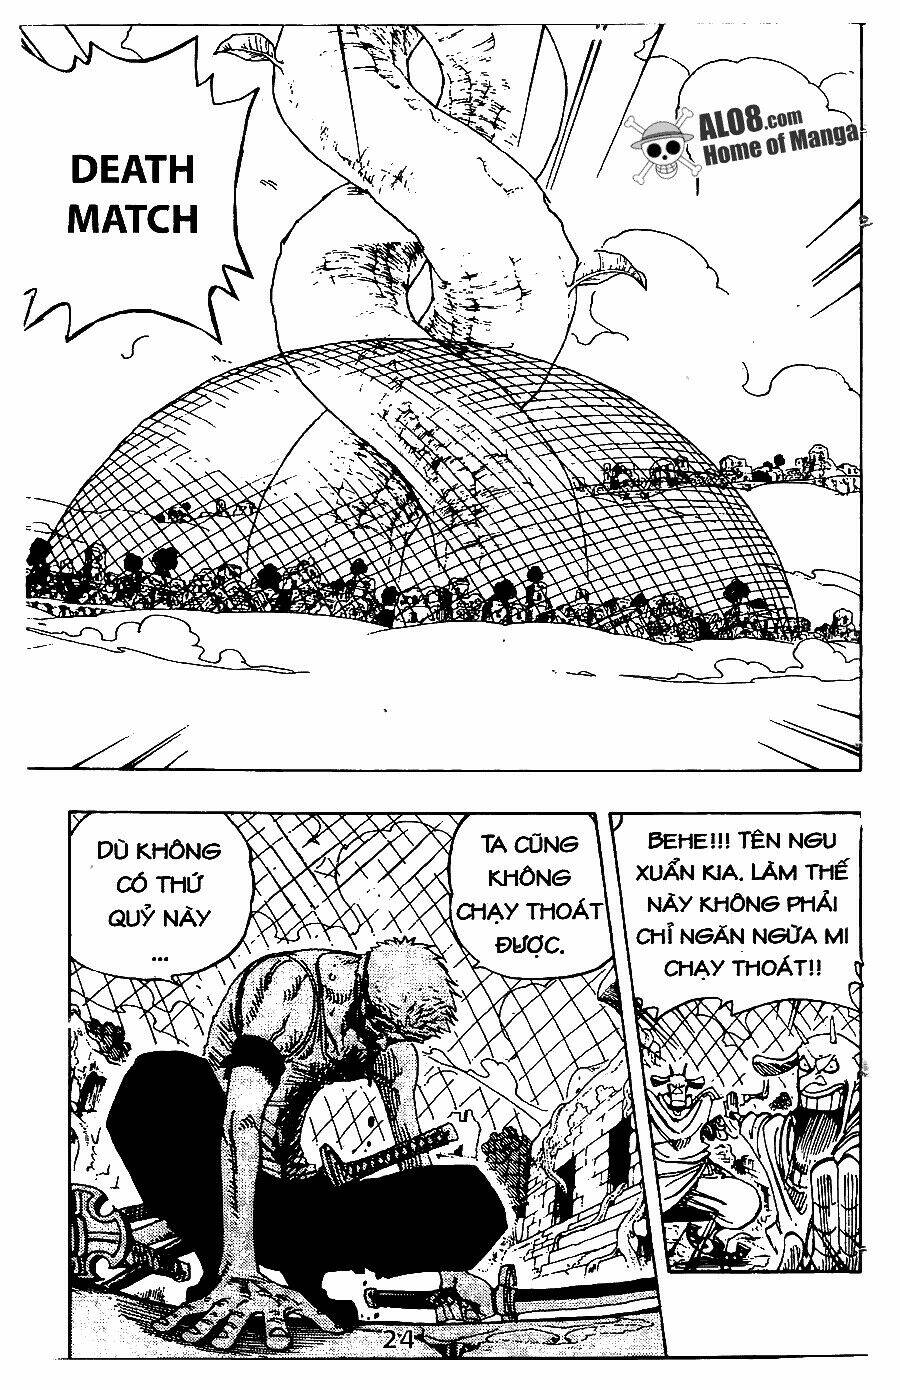 DEATH
MATCH
ALO8.com
Home of Manga
DÙ KHÔNG
CÓ THỨ
QUỶ NÀY
...
TA CŨNG
KHÔNG
CHẠY THOÁT
ĐƯỢC.
BEHE!!! TÊN NGU
XUẨN KIA. LÀM THẾ
NÀY KHÔNG PHẢI
CHỈ NGĂN NGỪA MI
CHẠY THOÁT!!
24